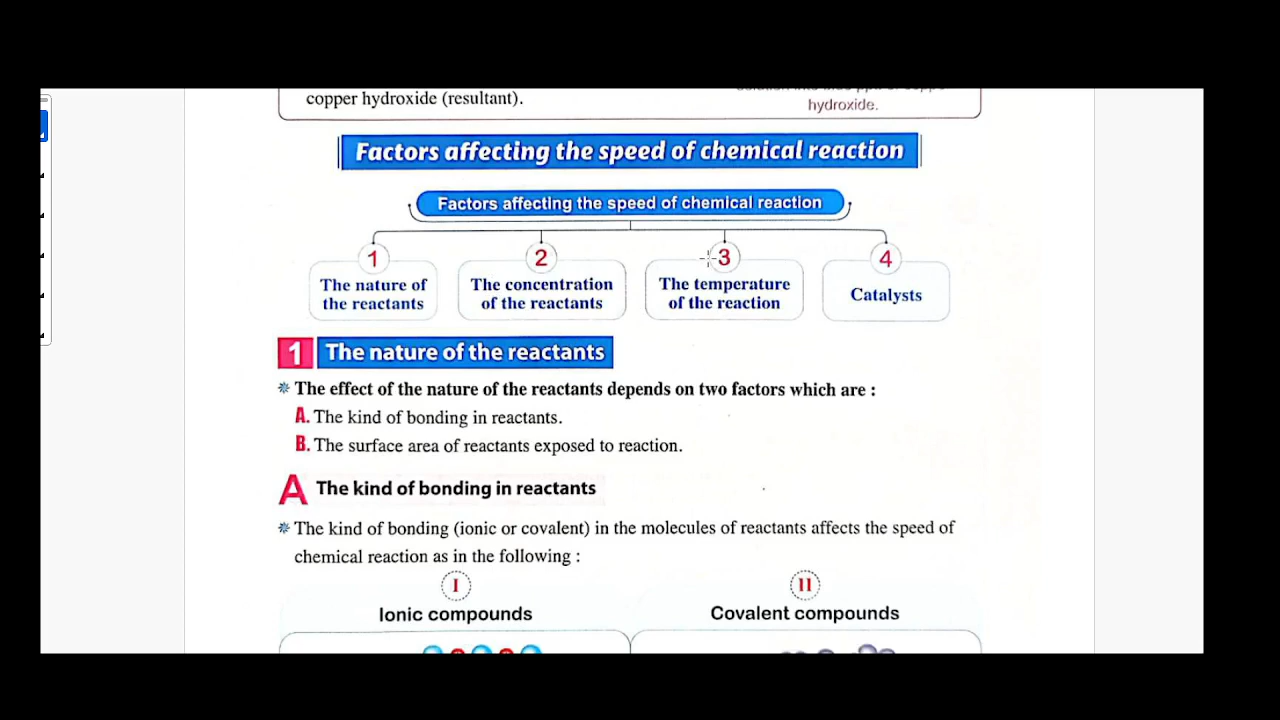 copper hydroxide (resultant).
hydroxide.
Factors affecting the speed of chemical reaction
Factors affecting the speed of chemical reaction
1
The nature of
the reactants
2
The concentration
of the reactants
3
The temperature
of the reaction
4
Catalysts
1 The nature of the reactants
* The effect of the nature of the reactants depends on two factors which are :
A. The kind of bonding in reactants.
B. The surface area of reactants exposed to reaction.
A The kind of bonding in reactants
* The kind of bonding (ionic or covalent) in the molecules of reactants affects the speed of
chemical reaction as in the following :
I
Ionic compounds
II
Covalent compounds